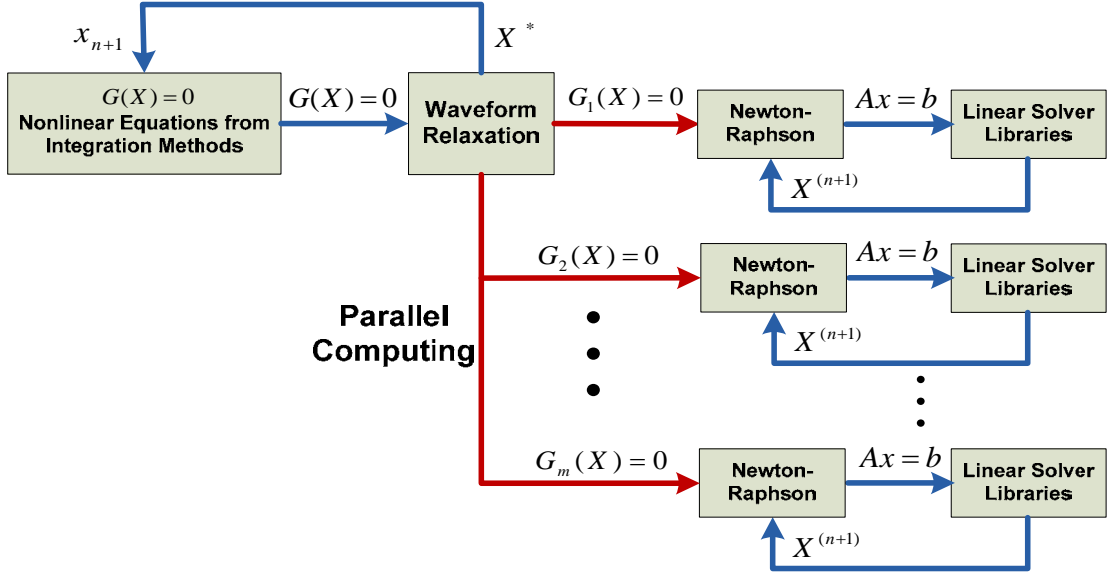 x_{n+1}
X^*
G(X)=0
Nonlinear Equations from
Integration Methods
G(X)=0
Waveform
Relaxation
G_1(X)=0
Newton-
Raphson
Ax=b
Linear Solver
Libraries
X^{(n+1)}
G_2(X)=0
Newton-
Raphson
Ax=b
Linear Solver
Libraries
X^{(n+1)}
Parallel
Computing
G_m(X)=0
Newton-
Raphson
Ax=b
Linear Solver
Libraries
X^{(n+1)}